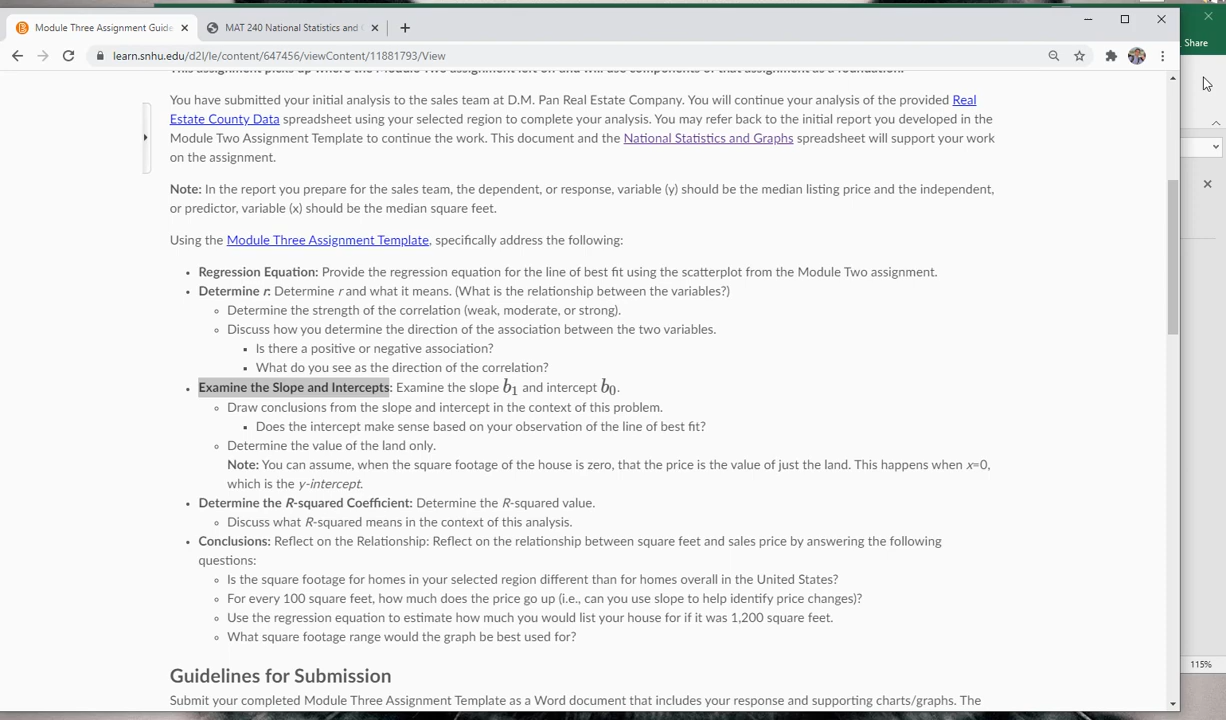 Module Three Assignment Guide
MAT 240 National Statistics and
Share
learn.snhu.edu/d2l/le/content/647456/viewContent/11881793/View
This assignment picks up where the Module Two assignment left off and will use components of that assignment as a foundation.
You have submitted your initial analysis to the sales team at D.M. Pan Real Estate Company. You will continue your analysis of the provided Real
Estate County Data spreadsheet using your selected region to complete your analysis. You may refer back to the initial report you developed in the
Module Two Assignment Template to continue the work. This document and the National Statistics and Graphs spreadsheet will support your work
on the assignment.
Note: In the report you prepare for the sales team, the dependent, or response, variable (y) should be the median listing price and the independent,
or predictor, variable (x) should be the median square feet.
Using the Module Three Assignment Template, specifically address the following:
• Regression Equation: Provide the regression equation for the line of best fit using the scatterplot from the Module Two assignment.
• Determine r: Determine r and what it means. (What is the relationship between the variables?)
◦ Determine the strength of the correlation (weak, moderate, or strong).
◦ Discuss how you determine the direction of the association between the two variables.
▪ Is there a positive or negative association?
▪ What do you see as the direction of the correlation?
• Examine the Slope and Intercepts: Examine the slope b₁ and intercept b₀.
◦ Draw conclusions from the slope and intercept in the context of this problem.
▪ Does the intercept make sense based on your observation of the line of best fit?
◦ Determine the value of the land only.
Note: You can assume, when the square footage of the house is zero, that the price is the value of just the land. This happens when x=0,
which is the y-intercept.
• Determine the R-squared Coefficient: Determine the R-squared value.
◦ Discuss what R-squared means in the context of this analysis.
• Conclusions: Reflect on the Relationship: Reflect on the relationship between square feet and sales price by answering the following
questions:
◦ Is the square footage for homes in your selected region different than for homes overall in the United States?
◦ For every 100 square feet, how much does the price go up (i.e., can you use slope to help identify price changes)?
◦ Use the regression equation to estimate how much you would list your house for if it was 1,200 square feet.
◦ What square footage range would the graph be best used for?
115%
Guidelines for Submission
Submit your completed Module Three Assignment Template as a Word document that includes your response and supporting charts/graphs. The